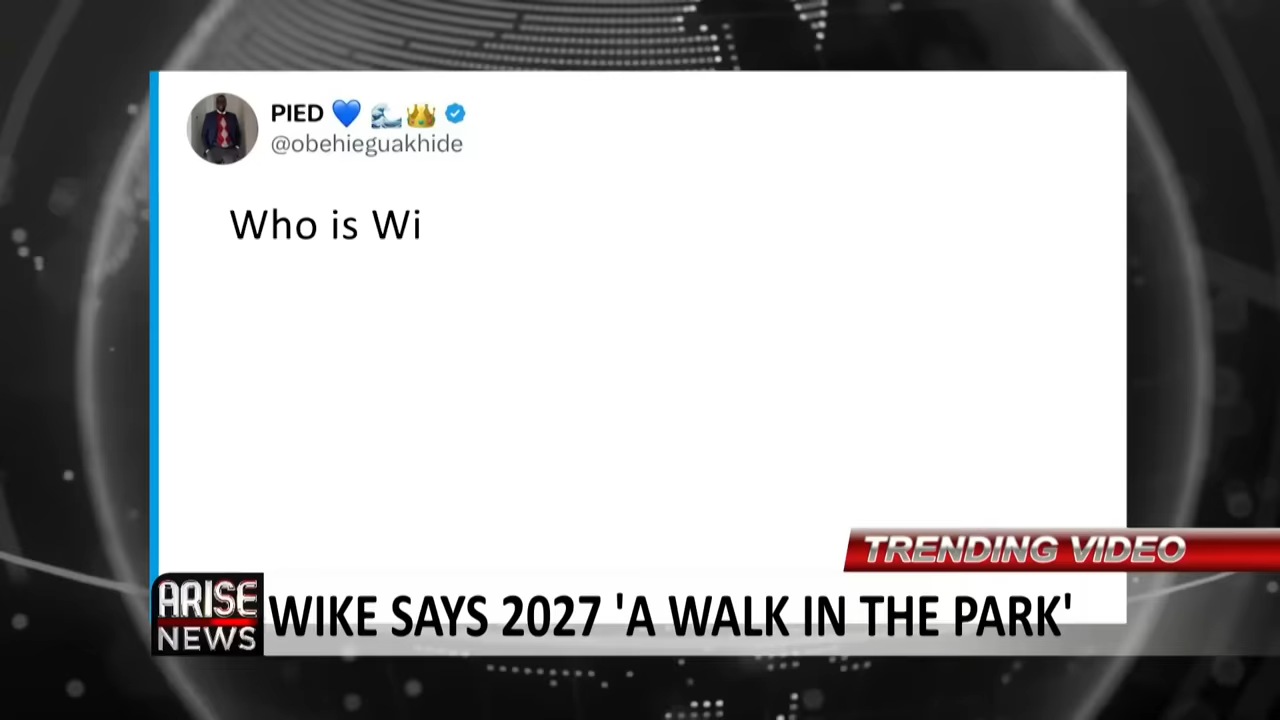 PIED 💙 🌊👑
@obehieguakhide
Who is Wi
TRENDING VIDEO
ARISE
NEWS
WIKE SAYS 2027 'A WALK IN THE PARK'